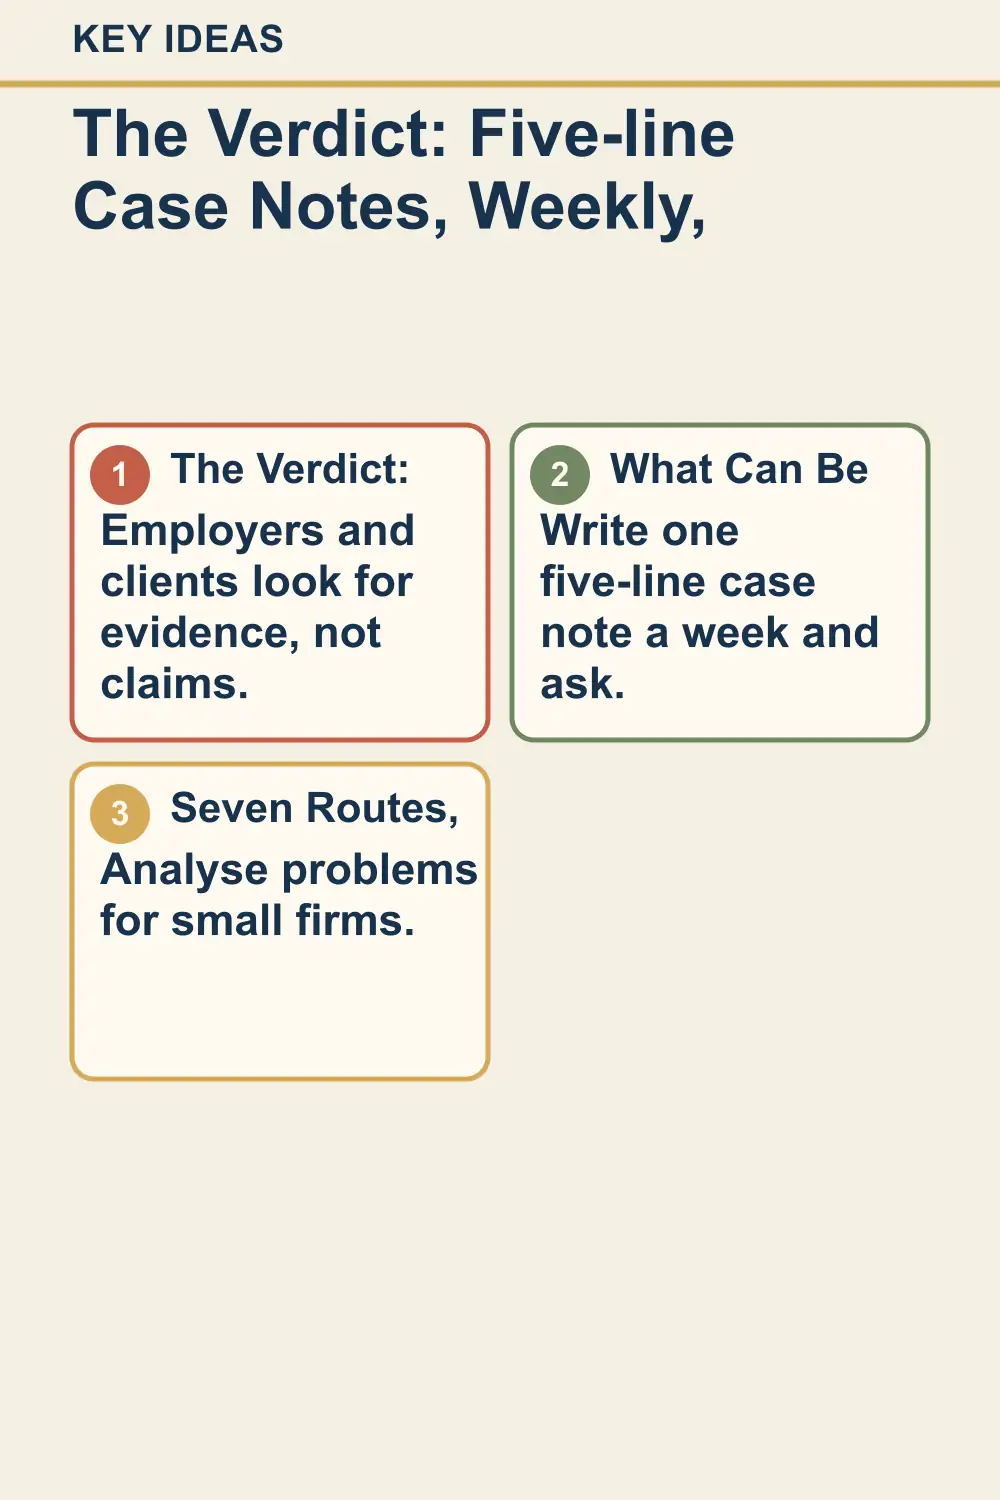 KEY IDEAS
The Verdict: Five-line
Case Notes, Weekly,
1 The Verdict:
Employers and
clients look for
evidence, not
claims.
2 What Can Be
Write one
five-line case
note a week and
ask.
3 Seven Routes,
Analyse problems
for small firms.